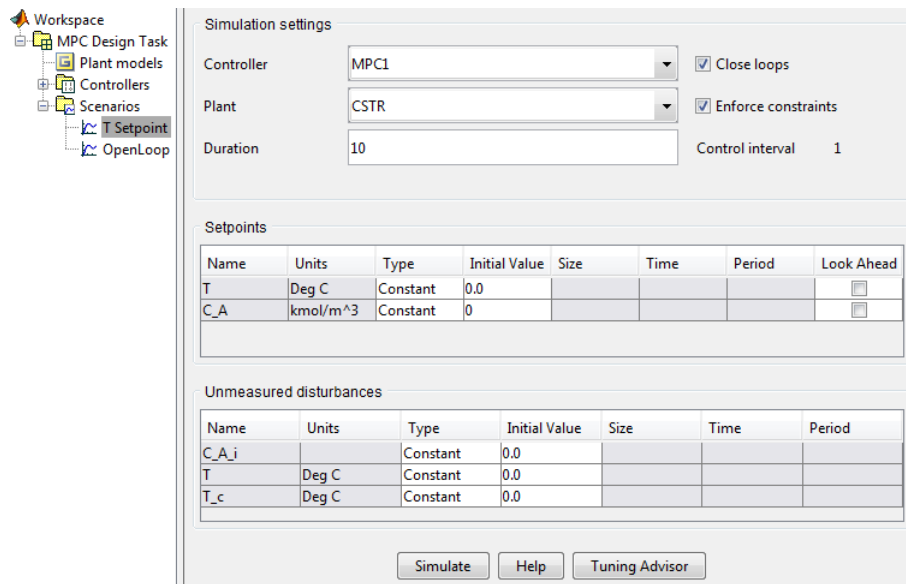 Workspace
MPC Design Task
Plant models
Controllers
Scenarios
T Setpoint
OpenLoop
Simulation settings
Controller MPC1 Close loops
Plant CSTR Enforce constraints
Duration 10 Control interval 1
Setpoints
Name Units Type Initial Value Size Time Period Look Ahead
T Deg C Constant 0.0
C_A kmol/m^3 Constant 0
Unmeasured disturbances
Name Units Type Initial Value Size Time Period
C_A_i Constant 0.0
T Deg C Constant 0.0
T_c Deg C Constant 0.0
Simulate Help Tuning Advisor